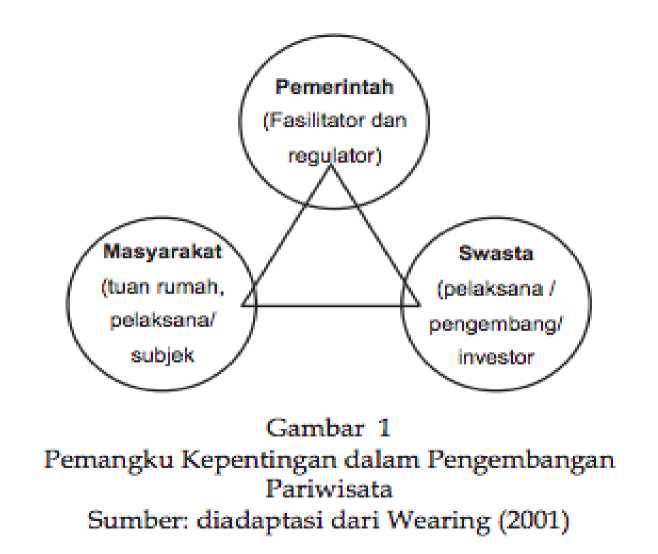 Pemerintah
(Fasilitator dan
regulator)
Masyarakat
(tuan rumah,
pelaksana/
subjek
Swasta
(pelaksana /
pengembang/
investor
Gambar 1
Pemangku Kepentingan dalam Pengembangan
Pariwisata
Sumber: diadaptasi dari Wearing (2001)